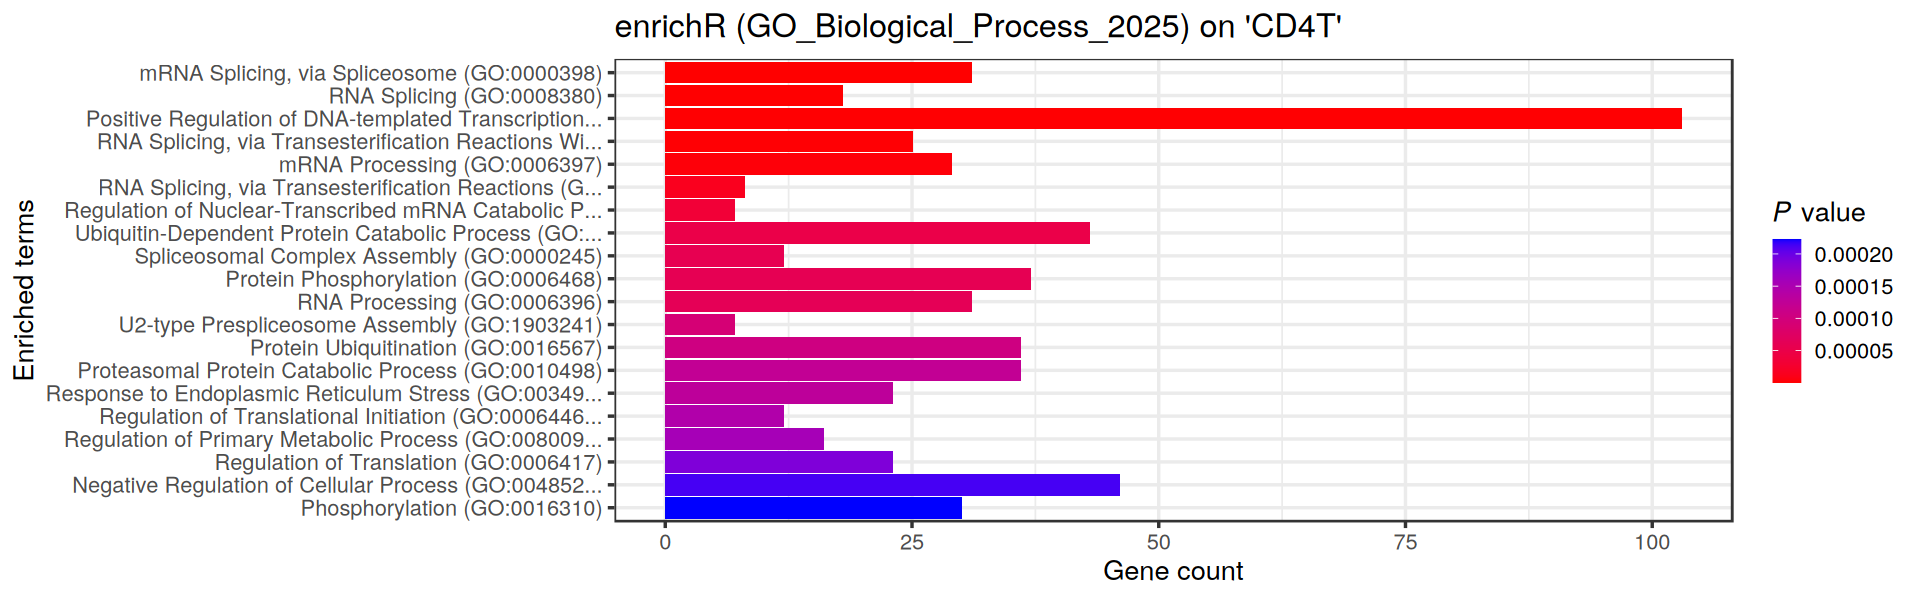 enrichR (GO_Biological_Process_2025) on 'CD4T'
mRNA Splicing, via Spliceosome (GO:0000398)
RNA Splicing (GO:0008380)
Positive Regulation of DNA-templated Transcription...
RNA Splicing, via Transesterification Reactions Wi...
mRNA Processing (GO:0006397)
RNA Splicing, via Transesterification Reactions (G...
Regulation of Nuclear-Transcribed mRNA Catabolic P...
Ubiquitin-Dependent Protein Catabolic Process (GO:...
Spliceosomal Complex Assembly (GO:0000245)
Protein Phosphorylation (GO:0006468)
RNA Processing (GO:0006396)
U2-type Prespliceosome Assembly (GO:1903241)
Protein Ubiquitination (GO:0016567)
Proteasomal Protein Catabolic Process (GO:0010498)
Response to Endoplasmic Reticulum Stress (GO:00349...
Regulation of Translational Initiation (GO:0006446...
Regulation of Primary Metabolic Process (GO:008009...
Regulation of Translation (GO:0006417)
Negative Regulation of Cellular Process (GO:004852...
Phosphorylation (GO:0016310)
Enriched terms
0 25 50 75 100
Gene count
P value
0.00020
0.00015
0.00010
0.00005